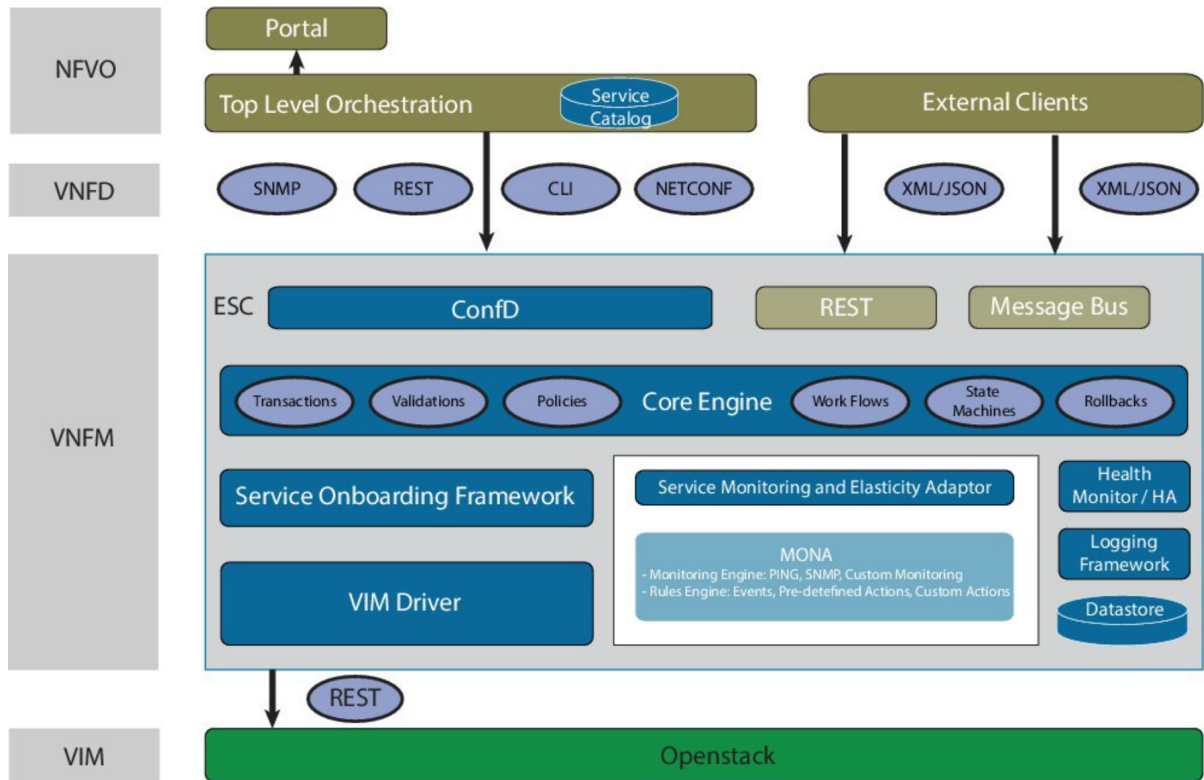 NFVO
Portal
Top Level Orchestration
Service
Catalog
External Clients
VNFD
SNMP
REST
CLI
NETCONF
XML/JSON
XML/JSON
VNFM
ESC
ConfD
REST
Message Bus
Transactions
Validations
Policies
Core Engine
Work Flows
State
Machines
Rollbacks
Service Onboarding Framework
Service Monitoring and Elasticity Adaptor
Health
Monitor / HA
MONA
- Monitoring Engine: PING, SNMP, Custom Monitoring
- Rules Engine: Events, Pre-detefined Actions, Custom Actions
Logging
Framework
VIM Driver
Datastore
REST
VIM
Openstack